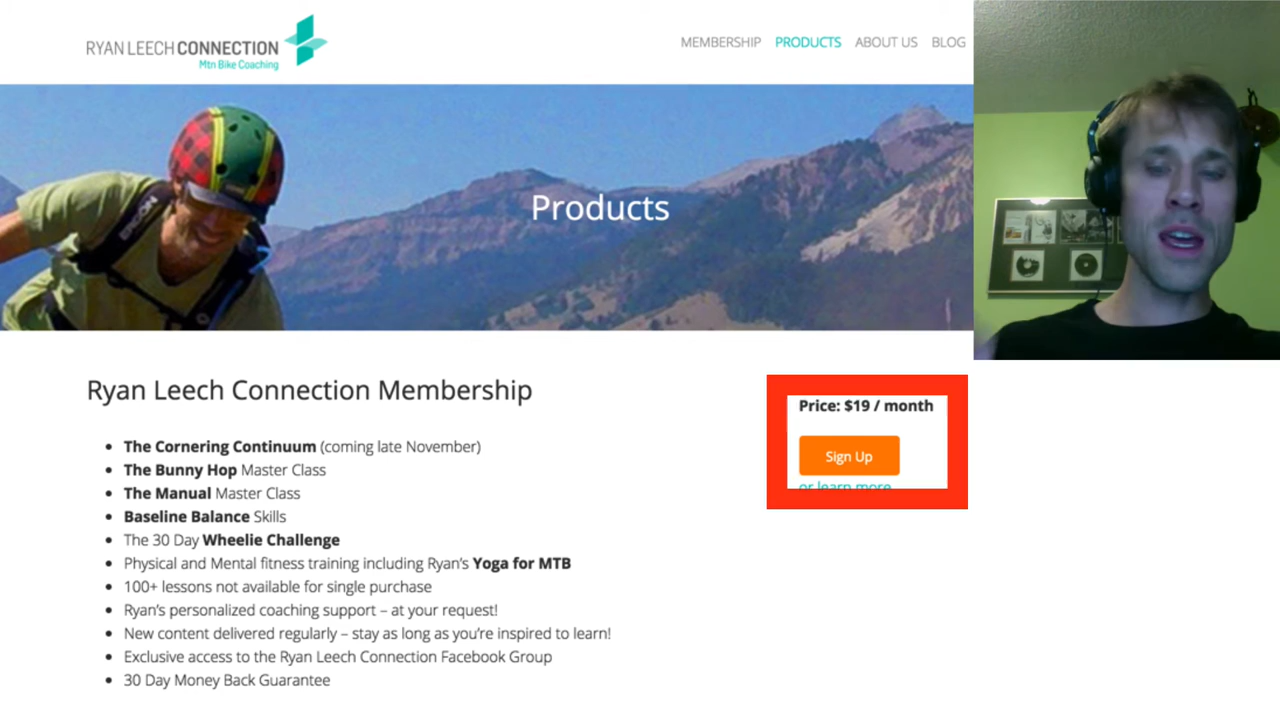 RYAN LEECH CONNECTION
Mtn Bike Coaching
MEMBERSHIP PRODUCTS ABOUT US BLOG
Products
Ryan Leech Connection Membership
Price: $19 / month
Sign Up
or learn more
The Cornering Continuum (coming late November)
The Bunny Hop Master Class
The Manual Master Class
Baseline Balance Skills
The 30 Day Wheelie Challenge
Physical and Mental fitness training including Ryan's Yoga for MTB
100+ lessons not available for single purchase
Ryan's personalized coaching support – at your request!
New content delivered regularly – stay as long as you're inspired to learn!
Exclusive access to the Ryan Leech Connection Facebook Group
30 Day Money Back Guarantee